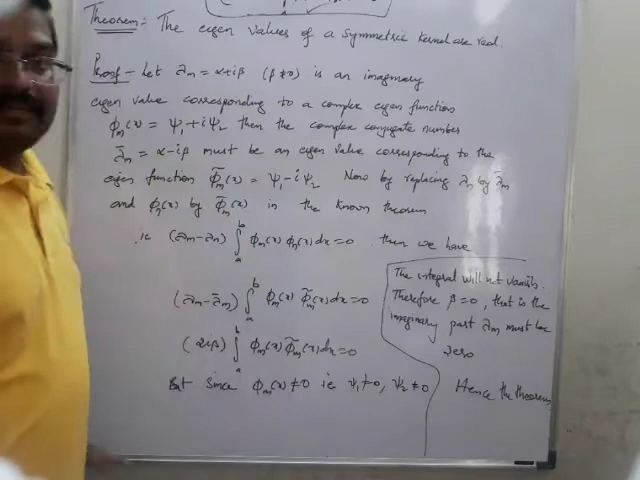 Theorem:- The eigen values of a symmetric kernel are real.
Proof- Let λm = α+iβ (β≠0) is an imaginary
eigen value corresponding to a complex eigen function
ϕm(x) = ψ1+iψ2 then the complex conjugate number
λ̄m = α-iβ must be an eigen value corresponding to the
eigen function ϕ̄m(x) = ψ1-iψ2 Now by replacing λn by λ̄m
and ϕn(x) by ϕ̄m(x) in the known theorem
ie (λm-λn) ∫ₐᵇ ϕm(x) ϕn(x)dx=0 then we have
(λm-λ̄m) ∫ₐᵇ ϕm(x) ϕ̄m(x)dx=0
(2iβ) ∫ₐᵇ ϕm(x) ϕ̄m(x)dx=0
But since ϕm(x)≠0 ie ψ1≠0, ψ2≠0
The integral will not vanish.
Therefore β=0, that is the
imaginary part λm must be
zero
Hence the theorem